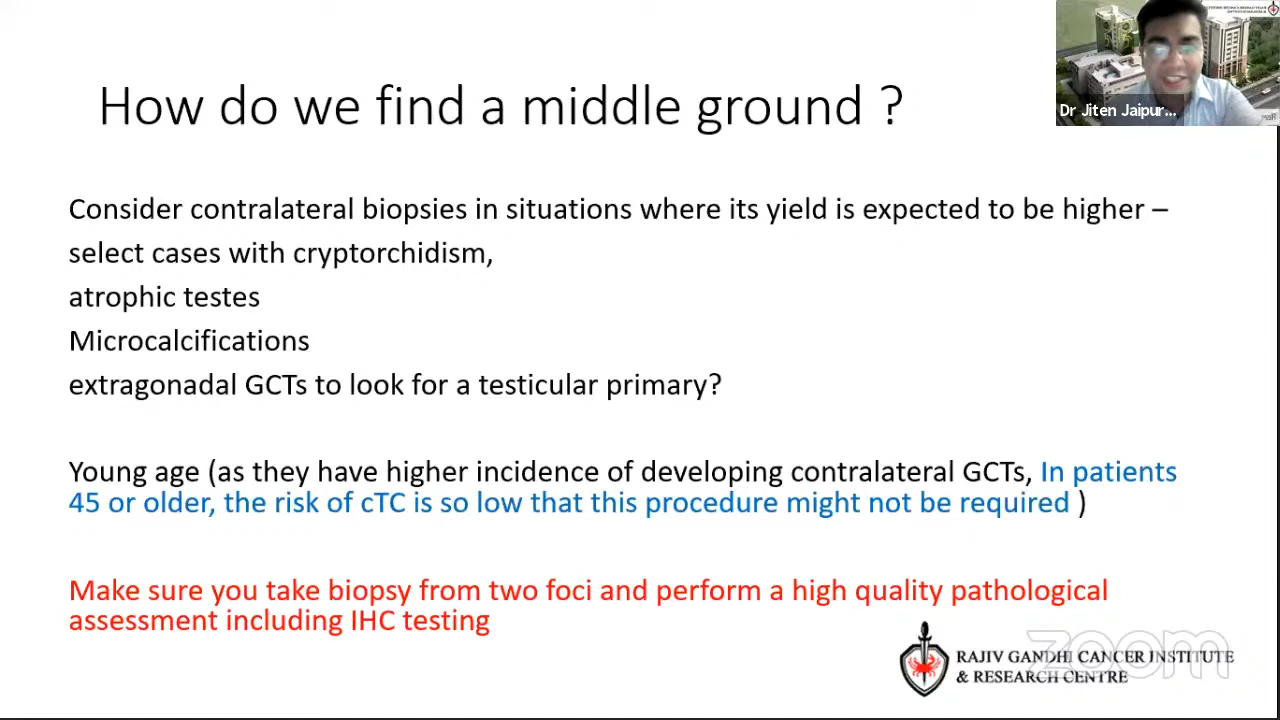 How do we find a middle ground ?
Dr Jiten Jaipur...
Consider contralateral biopsies in situations where its yield is expected to be higher –
select cases with cryptorchidism,
atrophic testes
Microcalcifications
extragonadal GCTs to look for a testicular primary?
Young age (as they have higher incidence of developing contralateral GCTs, In patients
45 or older, the risk of cTC is so low that this procedure might not be required )
Make sure you take biopsy from two foci and perform a high quality pathological
assessment including IHC testing
zoom
RAJIV GANDHI CANCER INSTITUTE
& RESEARCH CENTRE